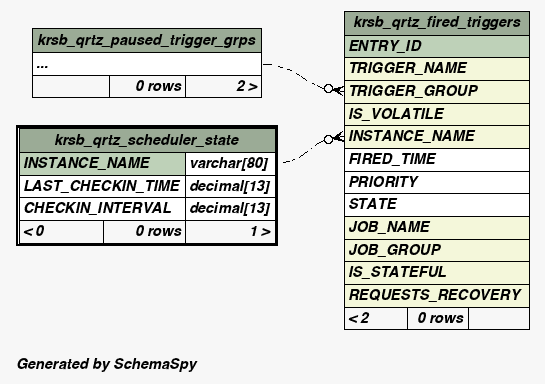 krsb_qrtz_paused_trigger_grps
...
0 rows 2 >
krsb_qrtz_scheduler_state
INSTANCE_NAME varchar[80]
LAST_CHECKIN_TIME decimal[13]
CHECKIN_INTERVAL decimal[13]
< 0 0 rows 1 >
krsb_qrtz_fired_triggers
ENTRY_ID
TRIGGER_NAME
TRIGGER_GROUP
IS_VOLATILE
INSTANCE_NAME
FIRED_TIME
PRIORITY
STATE
JOB_NAME
JOB_GROUP
IS_STATEFUL
REQUESTS_RECOVERY
< 2 0 rows
Generated by SchemaSpy